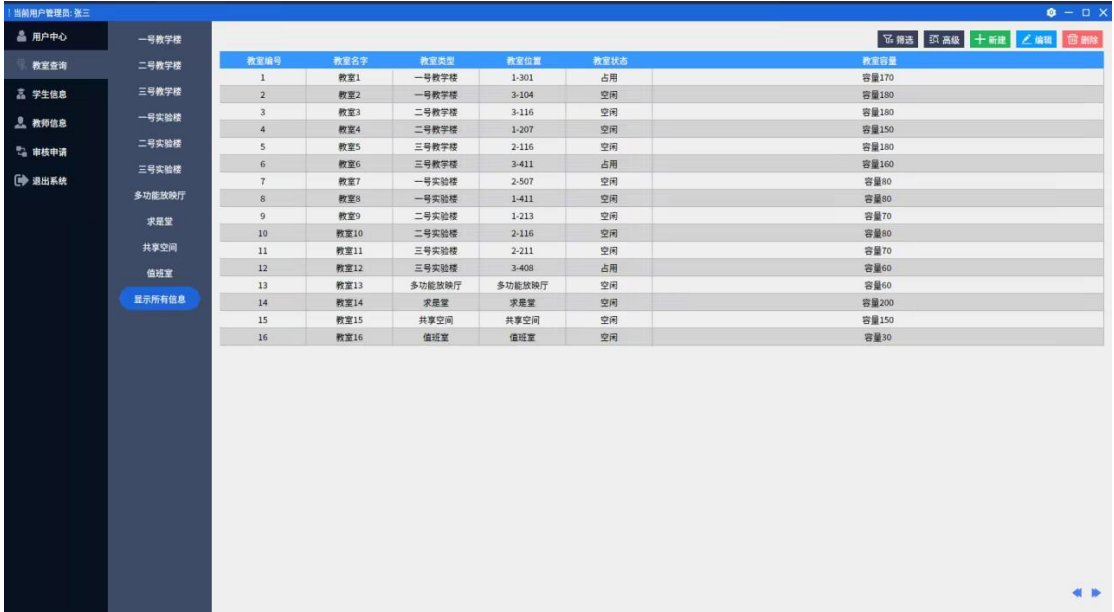 ！当前用户管理员: 张三
用户中心
教室查询
学生信息
教师信息
审核申请
退出系统
一号教学楼
二号教学楼
三号教学楼
一号实验楼
二号实验楼
三号实验楼
多功能放映厅
求是堂
共享空间
值班室
显示所有信息
筛选 高级 新建 编辑 删除
教室编号 教室名字 教室类型 教室位置 教室状态 教室容量
1 教室1 一号教学楼 1-301 占用 容量170
2 教室2 一号教学楼 3-104 空闲 容量180
3 教室3 二号教学楼 3-116 空闲 容量180
4 教室4 二号教学楼 1-207 空闲 容量150
5 教室5 三号教学楼 2-116 空闲 容量180
6 教室6 三号教学楼 3-411 占用 容量160
7 教室7 一号实验楼 2-507 空闲 容量80
8 教室8 一号实验楼 1-411 空闲 容量80
9 教室9 二号实验楼 1-213 空闲 容量70
10 教室10 二号实验楼 2-116 空闲 容量80
11 教室11 三号实验楼 2-211 空闲 容量70
12 教室12 三号实验楼 3-408 占用 容量60
13 教室13 多功能放映厅 多功能放映厅 空闲 容量60
14 教室14 求是堂 求是堂 空闲 容量200
15 教室15 共享空间 共享空间 空闲 容量150
16 教室16 值班室 值班室 空闲 容量30